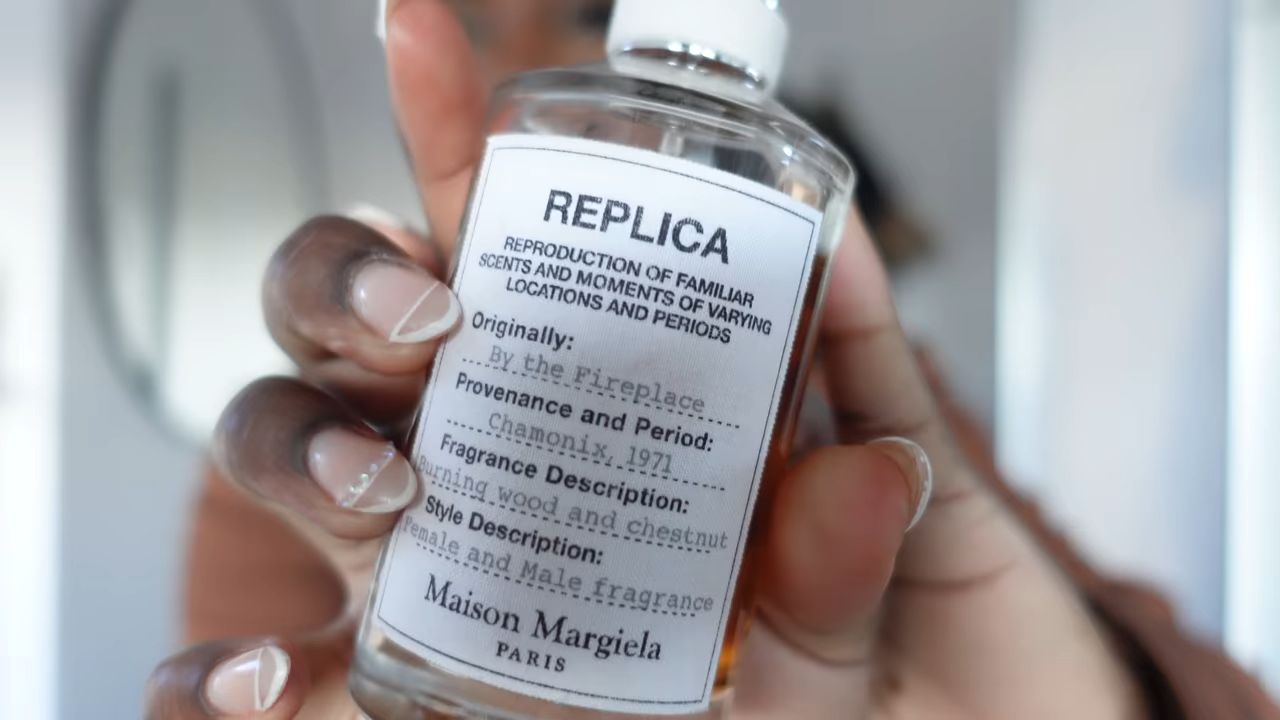 REPLICA
REPRODUCTION OF FAMILIAR
SCENTS AND MOMENTS OF VARYING
LOCATIONS AND PERIODS
Originally:
By the Fireplace
Provenance and Period:
Chamonix, 1971
Fragrance Description:
Burning wood and chestnut
Style Description:
Female and Male fragrance
Maison Margiela
PARIS